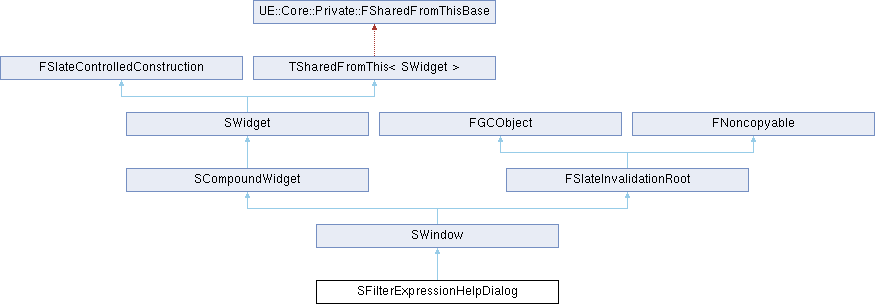 UE::Core::Private::FSharedFromThisBase
FSlateControlledConstruction
TSharedFromThis< SWidget >
SWidget
FGCObject
FNoncopyable
SCompoundWidget
FSlateInvalidationRoot
SWindow
SFilterExpressionHelpDialog